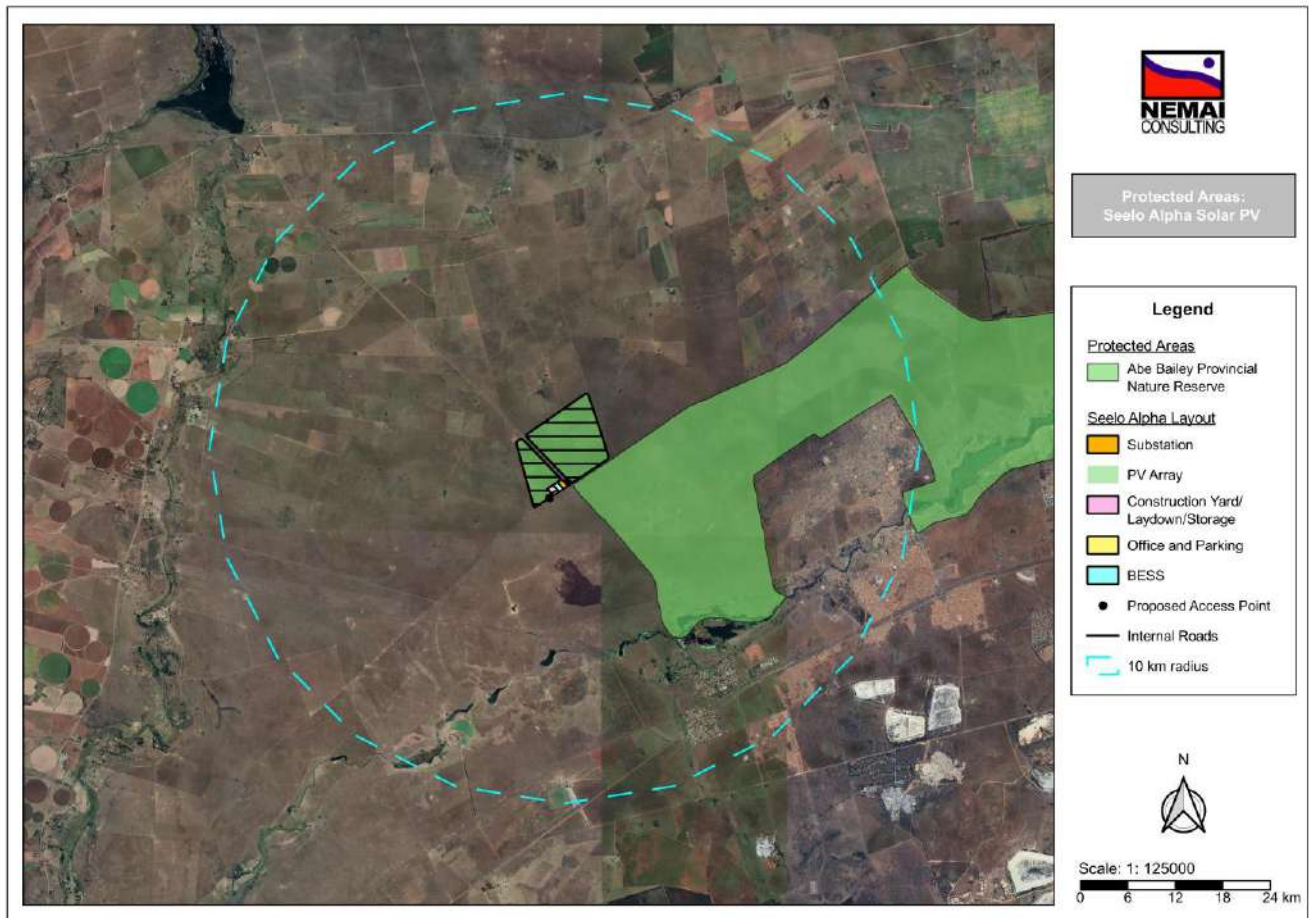 NEMAI
CONSULTING
Protected Areas:
Seelo Alpha Solar PV
Legend
Protected Areas
Abe Bailey Provincial
Nature Reserve
Seelo Alpha Layout
Substation
PV Array
Construction Yard/
Laydown/Storage
Office and Parking
BESS
Proposed Access Point
Internal Roads
10 km radius
N
Scale: 1: 125000
0 6 12 18 24 km